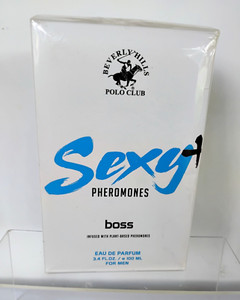 BEVERLY HILLS
POLO CLUB
Sexy+
PHEROMONES
boss
INFUSED WITH PLANT-BASED PHEROMONES
EAU DE PARFUM
3.4 FL.OZ. / e 100 ML
FOR MEN